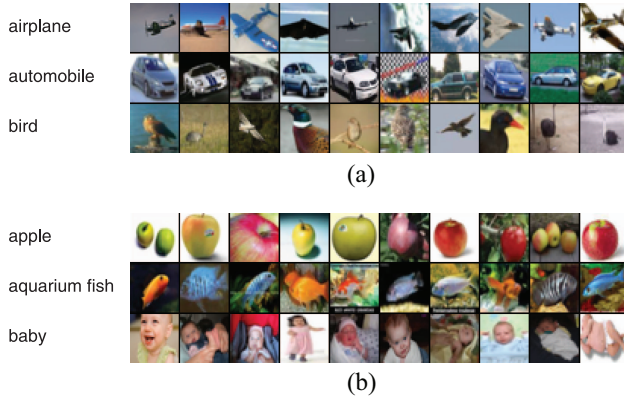 airplane
automobile
bird
(a)
apple
aquarium fish
baby
(b)